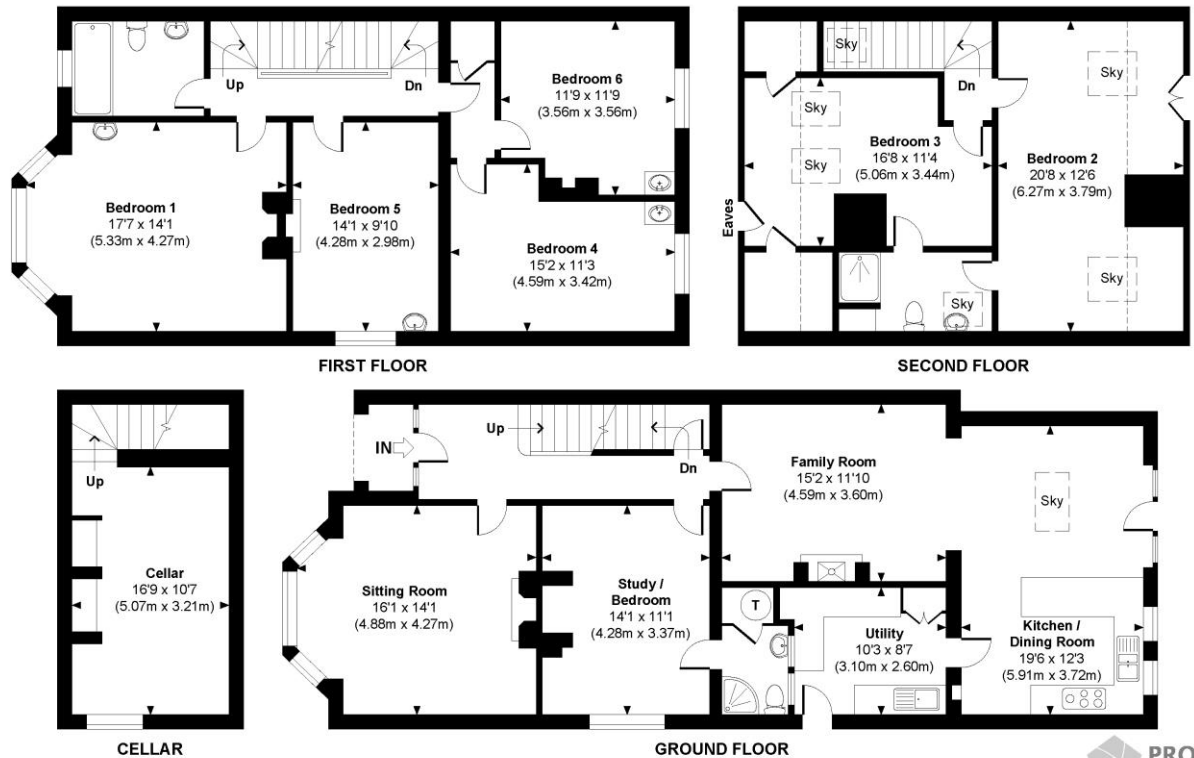 Bedroom 6
11'9 x 11'9
(3.56m x 3.56m)
Up
Dn
Bedroom 1
17'7 x 14'1
(5.33m x 4.27m)
Bedroom 5
14'1 x 9'10
(4.28m x 2.98m)
Bedroom 4
15'2 x 11'3
(4.59m x 3.42m)
FIRST FLOOR
Sky
Dn
Sky
Sky
Bedroom 3
16'8 x 11'4
(5.06m x 3.44m)
Sky
Bedroom 2
20'8 x 12'6
(6.27m x 3.79m)
Eaves
Sky
Sky
SECOND FLOOR
Up
Cellar
16'9 x 10'7
(5.07m x 3.21m)
CELLAR
IN
Up
Dn
Family Room
15'2 x 11'10
(4.59m x 3.60m)
Sky
Sitting Room
16'1 x 14'1
(4.88m x 4.27m)
Study /
Bedroom
14'1 x 11'1
(4.28m x 3.37m)
T
Utility
10'3 x 8'7
(3.10m x 2.60m)
Kitchen /
Dining Room
19'6 x 12'3
(5.91m x 3.72m)
GROUND FLOOR
PRO